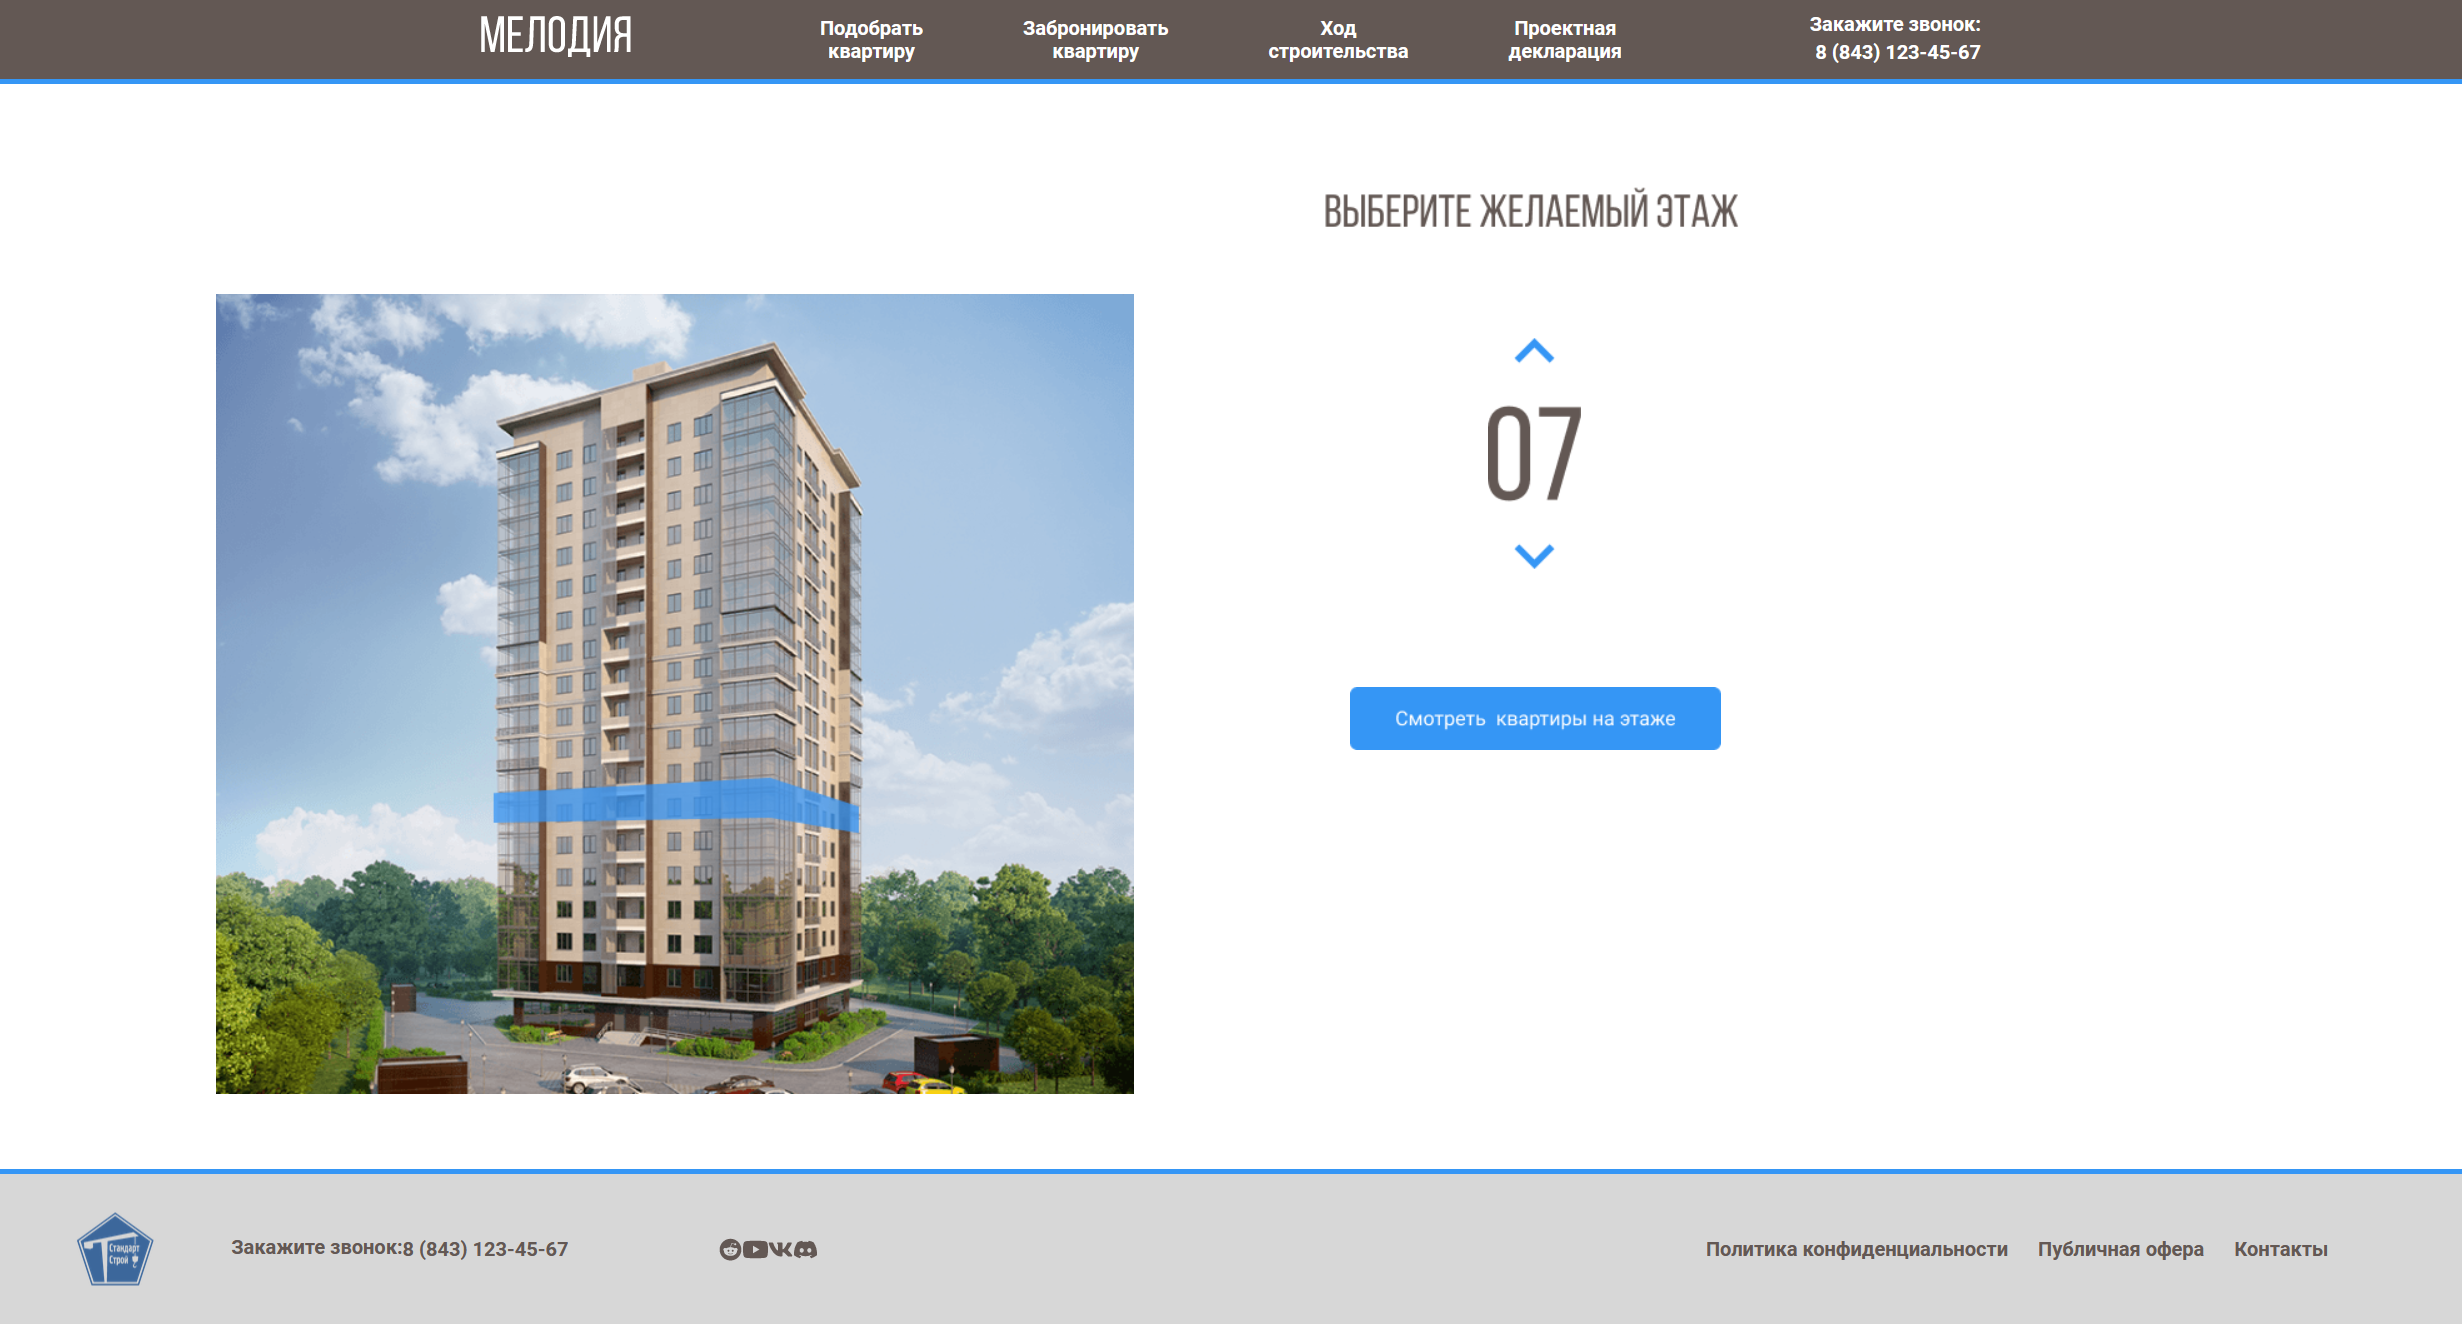 МЕЛОДИЯ
Подобрать
квартиру
Забронировать
квартиру
Ход
строительства
Проектная
декларация
Закажите звонок:
8 (843) 123-45-67
ВЫБЕРИТЕ ЖЕЛАЕМЫЙ ЭТАЖ
07
Смотреть квартиры на этаже
Стандарт
Строй
Закажите звонок:8 (843) 123-45-67
Политика конфиденциальности
Публичная офера
Контакты